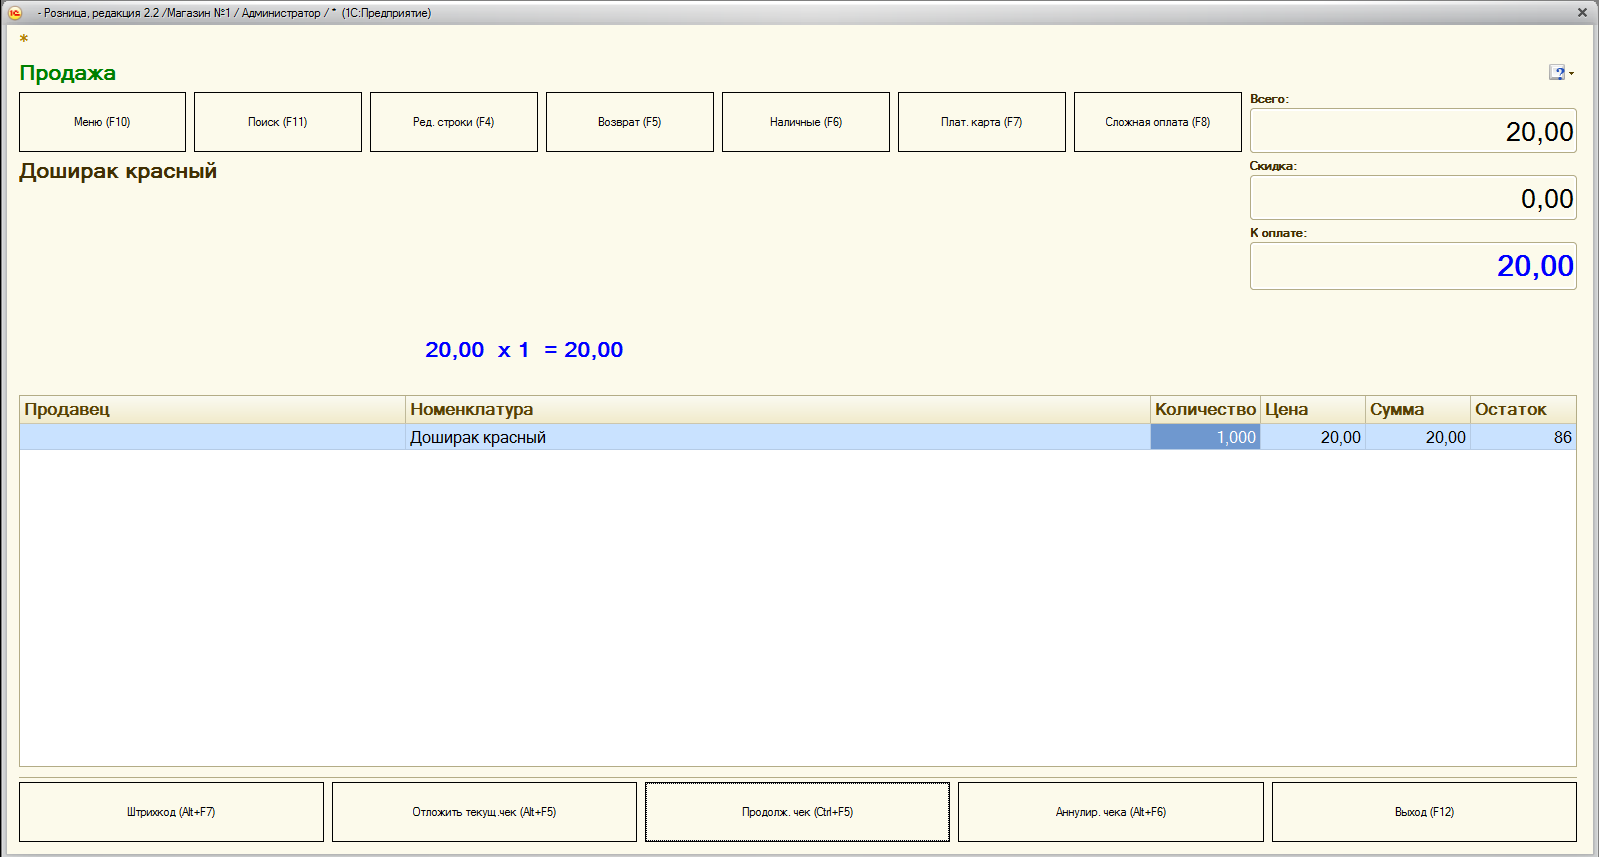 - Розница, редакция 2.2 /Магазин №1 / Администратор / * (1С:Предприятие)
*
Продажа
Меню (F10)
Поиск (F11)
Ред. строки (F4)
Возврат (F5)
Наличные (F6)
Плат. карта (F7)
Сложная оплата (F8)
Всего:
20,00
Доширак красный
Скидка:
0,00
К оплате:
20,00
20,00 x 1 = 20,00
Продавец Номенклатура Количество Цена Сумма Остаток
Доширак красный 1,000 20,00 20,00 86
Штрихкод (Alt+F7)
Отложить текущ.чек (Alt+F5)
Продолж. чек (Ctrl+F5)
Аннулир. чека (Alt+F6)
Выход (F12)